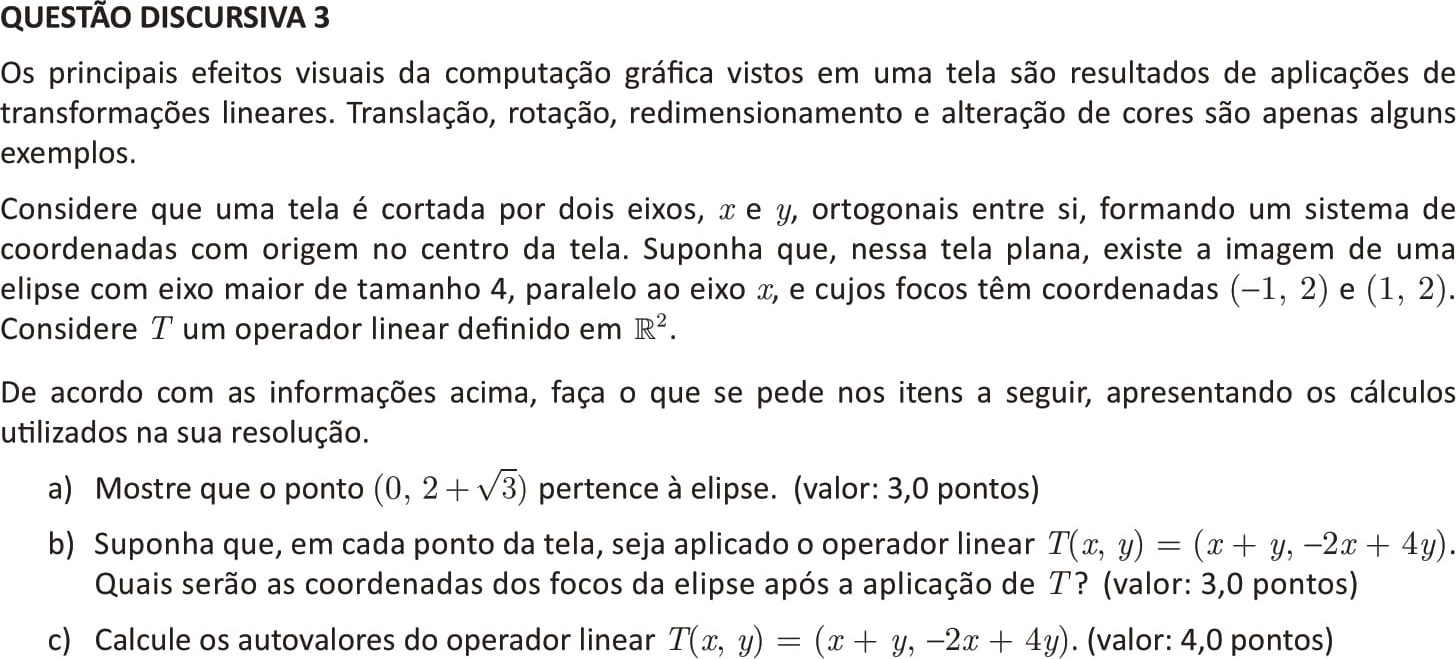 QUESTÃO DISCURSIVA 3
Os principais efeitos visuais da computação gráfica vistos em uma tela são resultados de aplicações de
transformações lineares. Translação, rotação, redimensionamento e alteração de cores são apenas alguns
exemplos.
Considere que uma tela é cortada por dois eixos, x e y, ortogonais entre si, formando um sistema de
coordenadas com origem no centro da tela. Suponha que, nessa tela plana, existe a imagem de uma
elipse com eixo maior de tamanho 4, paralelo ao eixo x, e cujos focos têm coordenadas (−1, 2) e (1, 2).
Considere T um operador linear definido em ℝ².
De acordo com as informações acima, faça o que se pede nos itens a seguir, apresentando os cálculos
utilizados na sua resolução.
a) Mostre que o ponto (0, 2 + √3) pertence à elipse. (valor: 3,0 pontos)
b) Suponha que, em cada ponto da tela, seja aplicado o operador linear T(x, y) = (x + y, −2x + 4y).
Quais serão as coordenadas dos focos da elipse após a aplicação de T? (valor: 3,0 pontos)
c) Calcule os autovalores do operador linear T(x, y) = (x + y, −2x + 4y). (valor: 4,0 pontos)